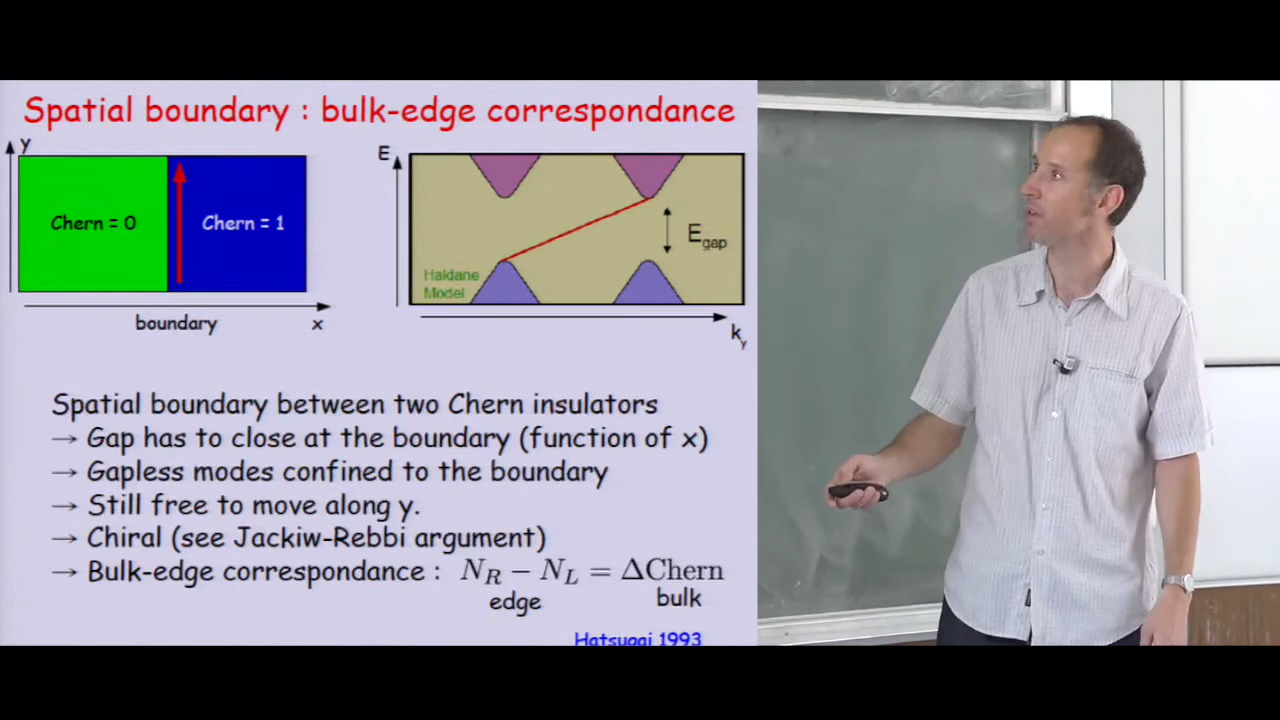 Spatial boundary : bulk-edge correspondance
y
Chern = 0
Chern = 1
boundary
x
E
E_gap
Haldane
Model
k_y
Spatial boundary between two Chern insulators
→ Gap has to close at the boundary (function of x)
→ Gapless modes confined to the boundary
→ Still free to move along y.
→ Chiral (see Jackiw-Rebbi argument)
→ Bulk-edge correspondance : N_R − N_L = ΔChern
edge
bulk
Hatsugai 1993